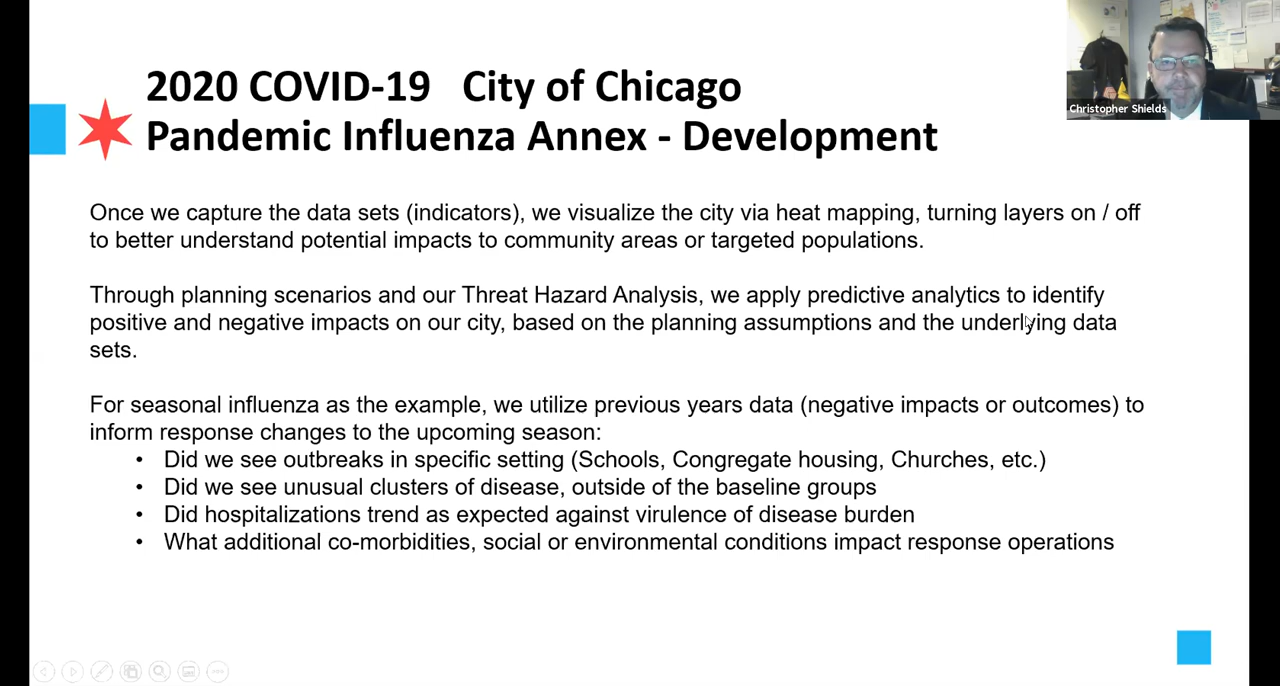 2020 COVID-19 City of Chicago
Pandemic Influenza Annex - Development
Christopher Shields
Once we capture the data sets (indicators), we visualize the city via heat mapping, turning layers on / off
to better understand potential impacts to community areas or targeted populations.
Through planning scenarios and our Threat Hazard Analysis, we apply predictive analytics to identify
positive and negative impacts on our city, based on the planning assumptions and the underlying data
sets.
For seasonal influenza as the example, we utilize previous years data (negative impacts or outcomes) to
inform response changes to the upcoming season:
• Did we see outbreaks in specific setting (Schools, Congregate housing, Churches, etc.)
• Did we see unusual clusters of disease, outside of the baseline groups
• Did hospitalizations trend as expected against virulence of disease burden
• What additional co-morbidities, social or environmental conditions impact response operations